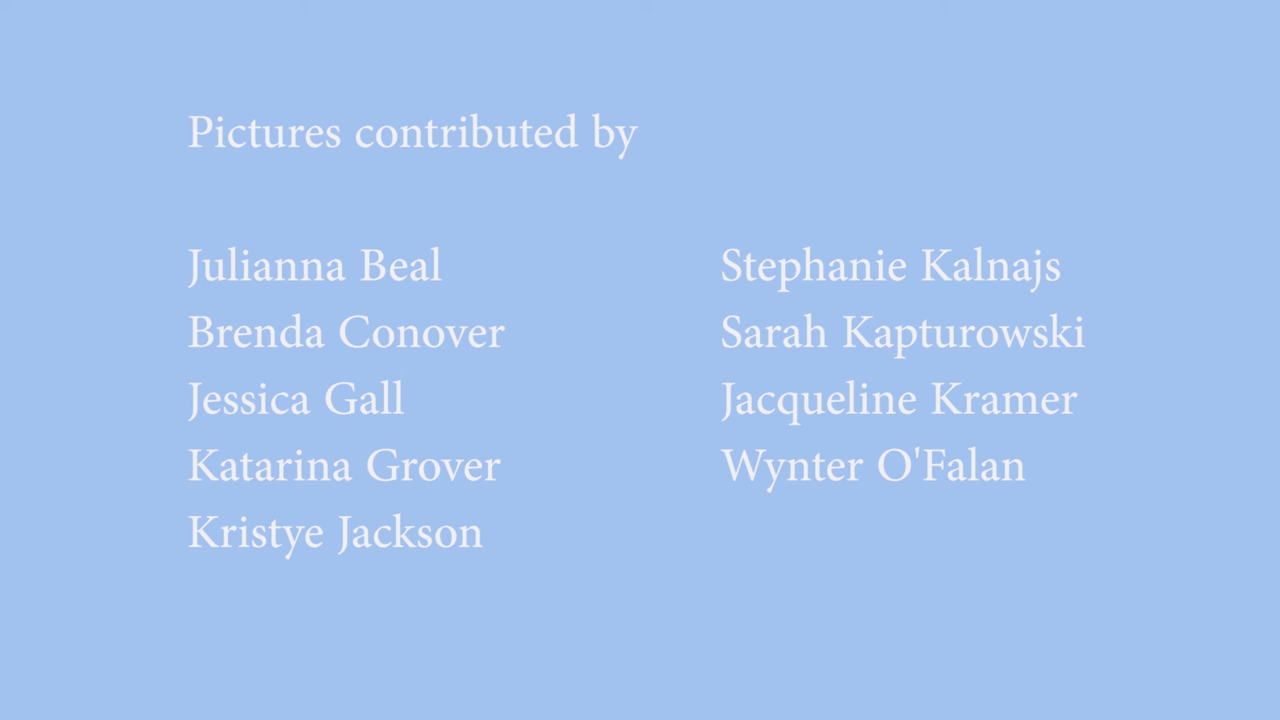 Pictures contributed by
Julianna Beal
Brenda Conover
Jessica Gall
Katarina Grover
Kristye Jackson
Stephanie Kalnajs
Sarah Kapturowski
Jacqueline Kramer
Wynter O'Falan